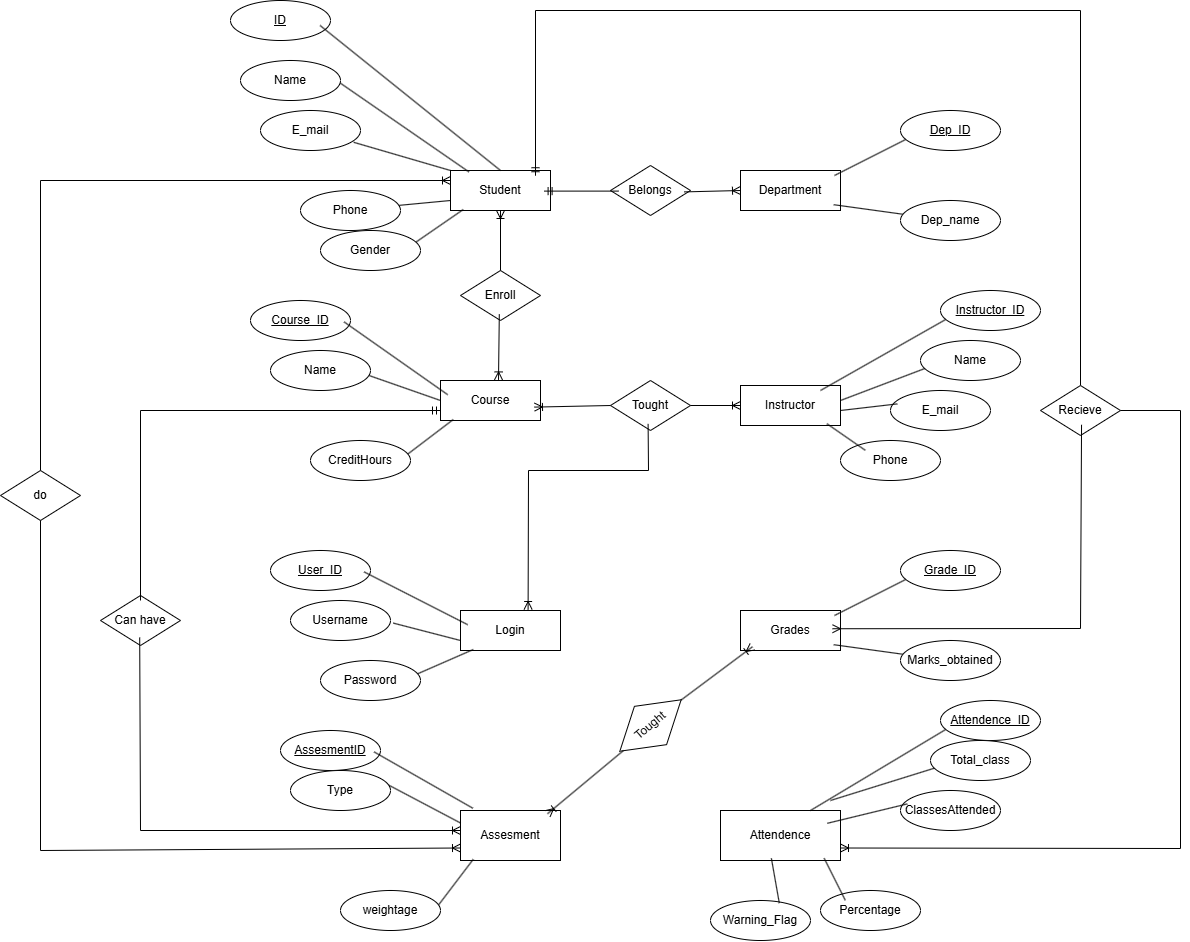 ID
Name
E_mail
Dep_ID
Student
Belongs
Department
Phone
Dep_name
Gender
Enroll
Instructor_ID
Course_ID
Name
Name
Course
Tought
Instructor
E_mail
Recieve
CreditHours
Phone
do
User_ID
Grade_ID
Can have
Username
Login
Grades
Marks_obtained
Password
Tought
Attendence_ID
AssesmentID
Total_class
Type
ClassesAttended
Assesment
Attendence
weightage
Warning_Flag
Percentage